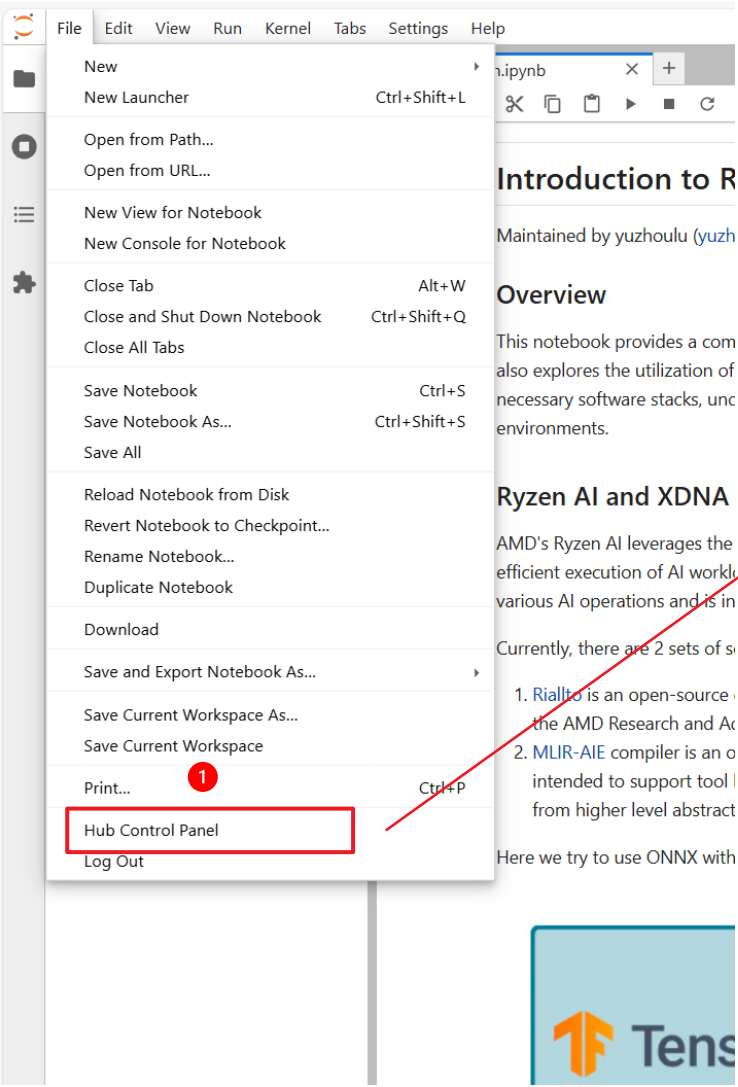 File Edit View Run Kernel Tabs Settings Help
New
New Launcher Ctrl+Shift+L
Open from Path...
Open from URL...
New View for Notebook
New Console for Notebook
Close Tab Alt+W
Close and Shut Down Notebook Ctrl+Shift+Q
Close All Tabs
Save Notebook Ctrl+S
Save Notebook As... Ctrl+Shift+S
Save All
Reload Notebook from Disk
Revert Notebook to Checkpoint...
Rename Notebook...
Duplicate Notebook
Download
Save and Export Notebook As...
Save Current Workspace As...
Save Current Workspace
1
Print... Ctrl+P
Hub Control Panel
Log Out
n.ipynb
Introduction to R
Maintained by yuzhoulu (yuzh
Overview
This notebook provides a com
also explores the utilization of
necessary software stacks, und
environments.
Ryzen AI and XDNA
AMD's Ryzen AI leverages the
efficient execution of AI worklo
various AI operations and is in
Currently, there are 2 sets of s
1. Riallto is an open-source
the AMD Research and Ad
2. MLIR-AIE compiler is an o
intended to support tool
from higher level abstract
Here we try to use ONNX with
Tens